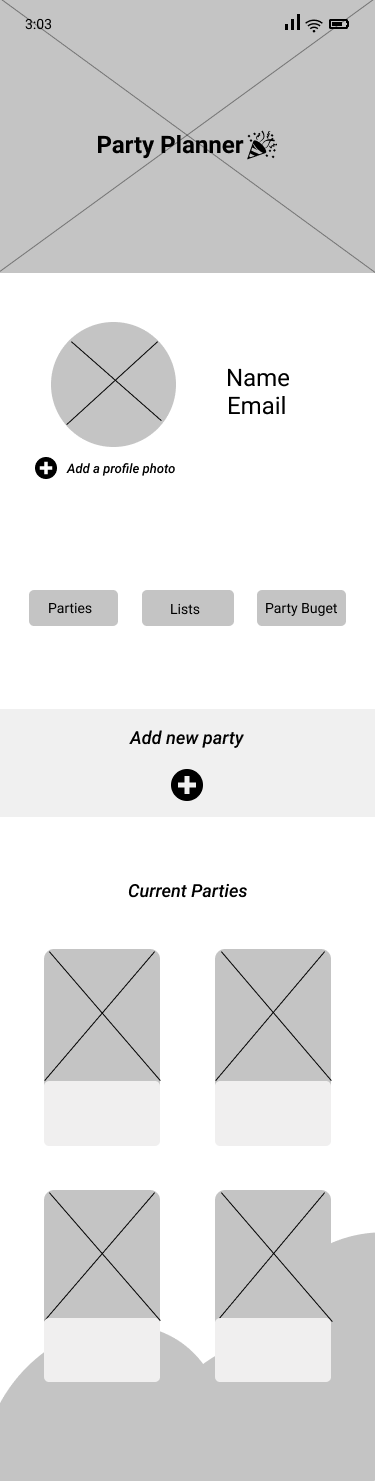 3:03
Party Planner
Name
Email
Add a profile photo
Parties
Lists
Party Buget
Add new party
Current Parties